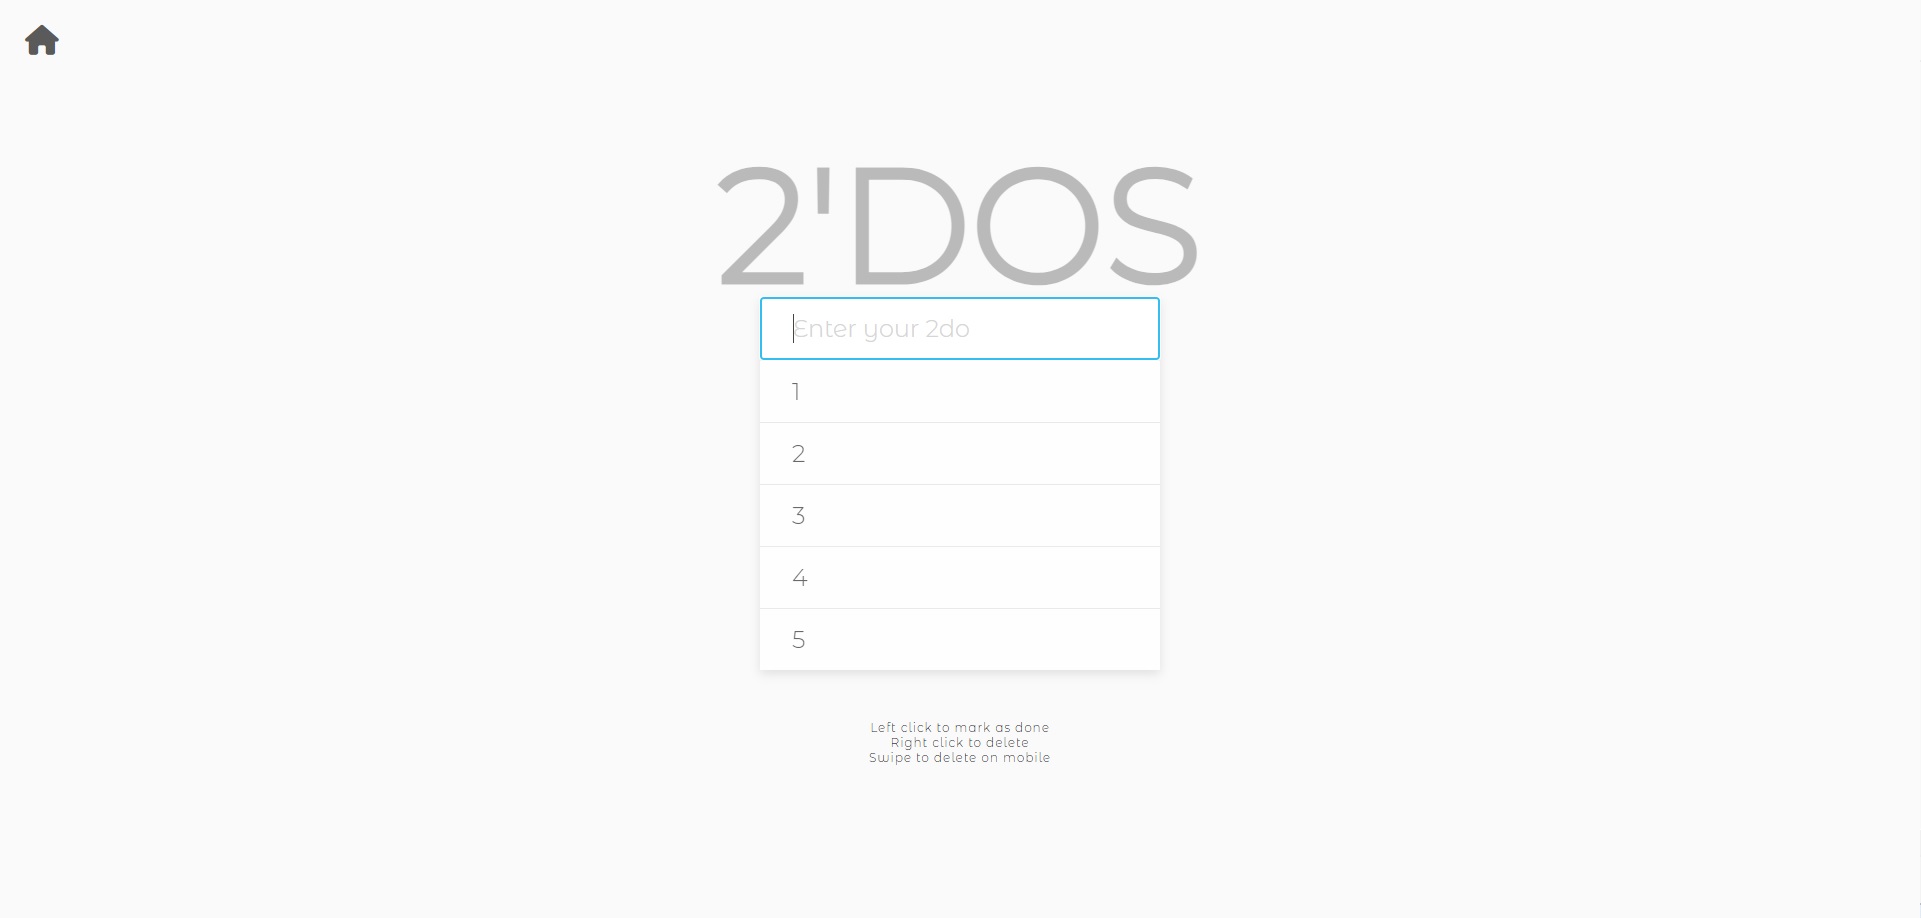 2'DOS
Enter your 2do
1
2
3
4
5
Left click to mark as done
Right click to delete
Swipe to delete on mobile